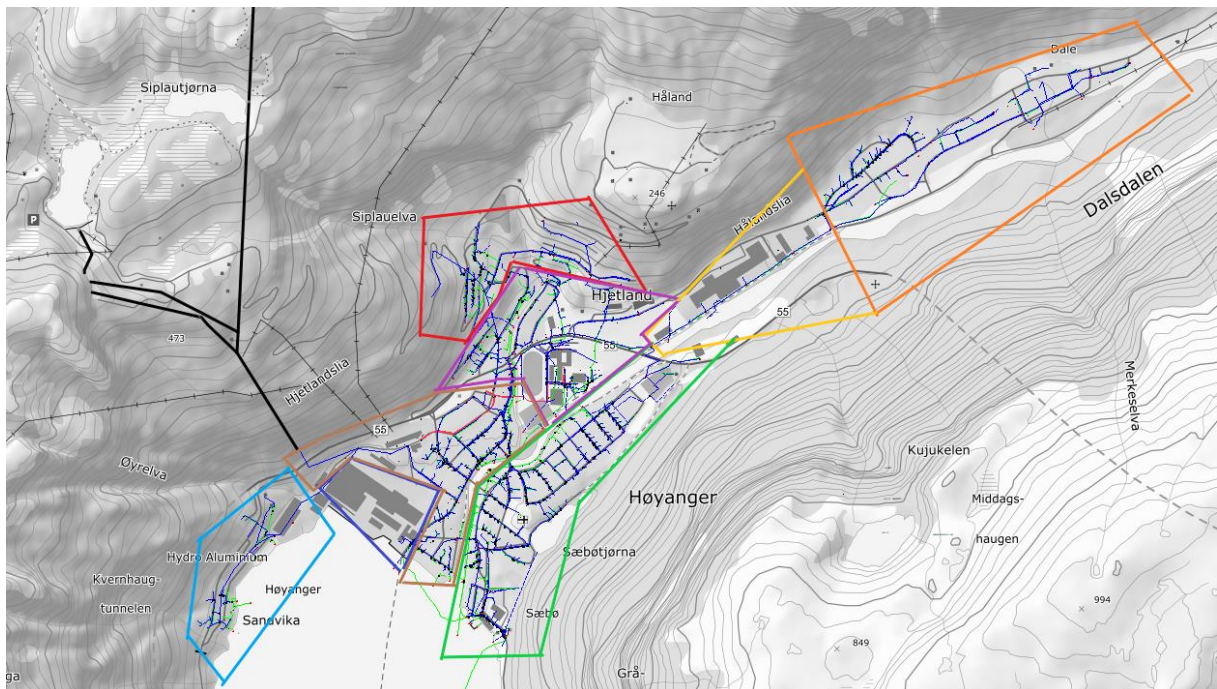 Dale
Siplautjørna
Håland
P
246
Dalsdalen
Siplauelva
Hålandslia
Hjetland
55
473
55
Hjetlandslia
Merkeselva
55
Kujukelen
Øyrelva
Høyanger
Middags-
haugen
Sæbøtjørna
Hydro Aluminium
Kvernhaug-
tunnelen
Høyanger
994
Sæbø
Sandvika
849
Grå-
ga